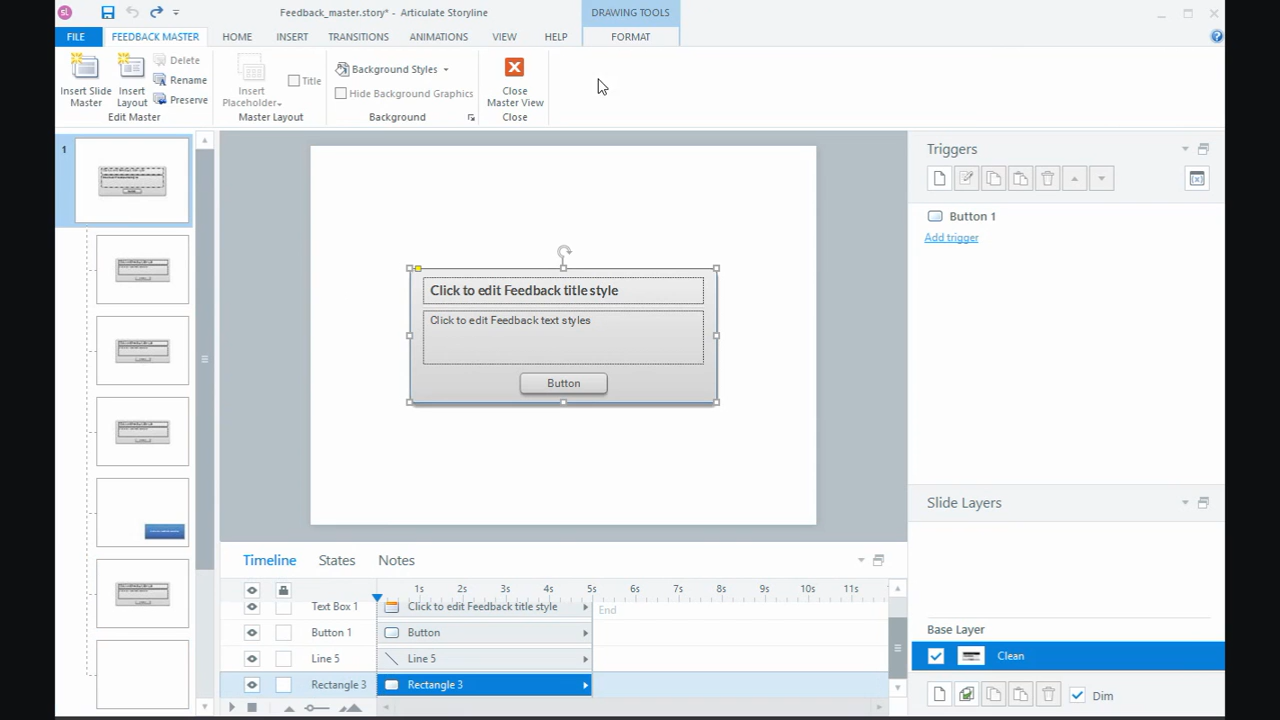 Feedback_master.story* - Articulate Storyline
DRAWING TOOLS
FILE
FEEDBACK MASTER
HOME
INSERT
TRANSITIONS
ANIMATIONS
VIEW
HELP
FORMAT
Insert Slide Master
Insert Layout
Delete
Rename
Preserve
Edit Master
Insert Placeholder
Title
Master Layout
Background Styles
Hide Background Graphics
Background
Close Master View
Close
1
Click to edit Feedback title style
Click to edit Feedback text styles
Button
Triggers
Button 1
Add trigger
Slide Layers
Base Layer
Clean
Dim
Timeline
States
Notes
1s 2s 3s 4s 5s 6s 7s 8s 9s 10s 11s
Text Box 1 Click to edit Feedback title style End
Button 1 Button
Line 5 Line 5
Rectangle 3 Rectangle 3